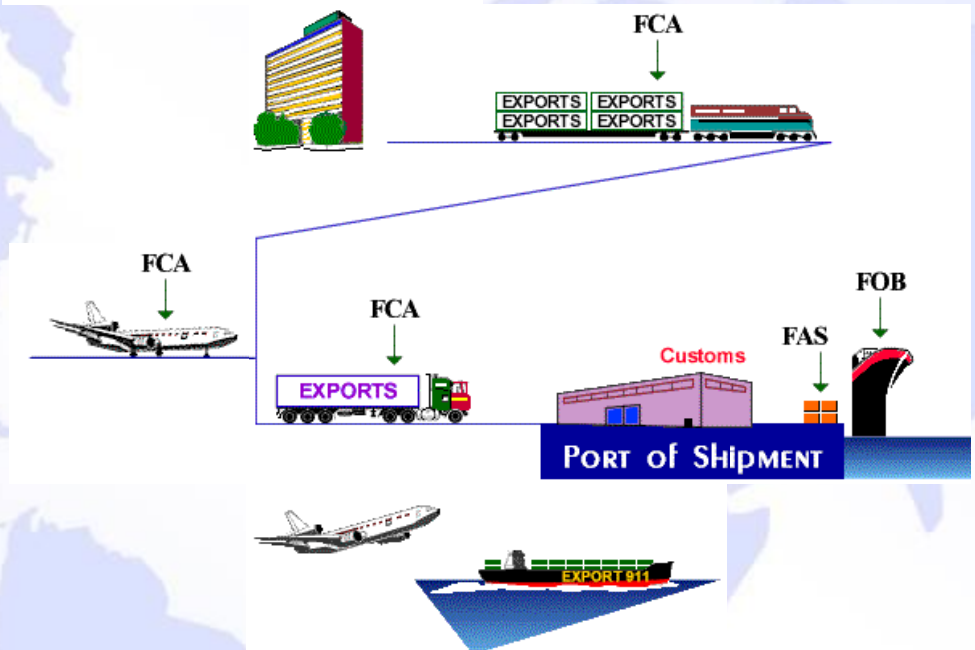 FCA
EXPORTS EXPORTS
EXPORTS EXPORTS
FCA
FCA
EXPORTS
Customs
FAS
FOB
PORT of SHIPMENT
EXPORT 911